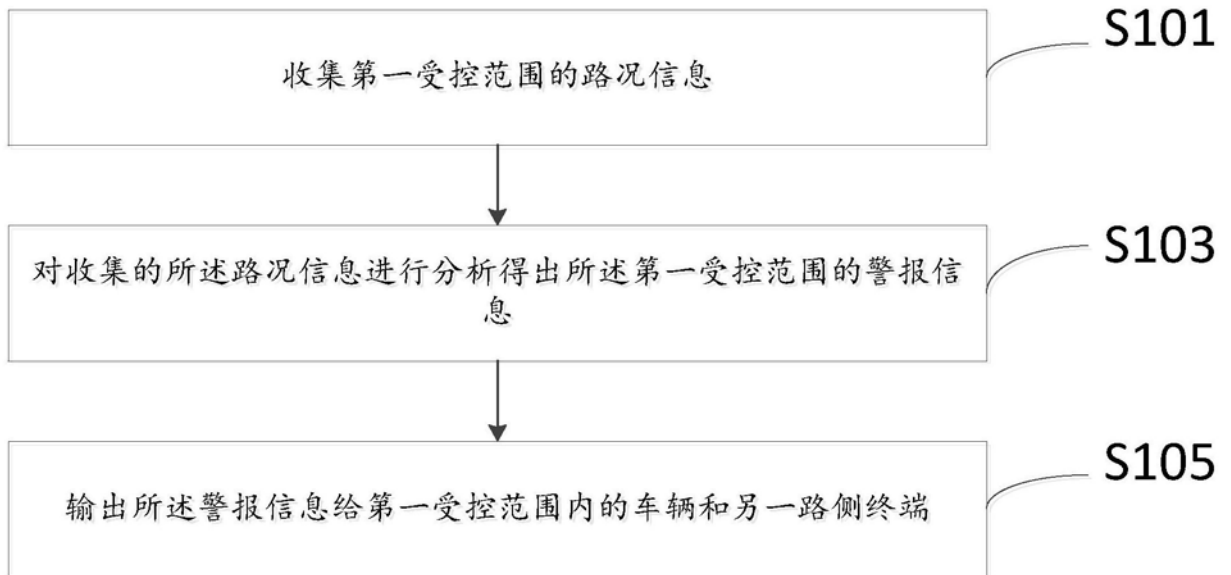 收集第一受控范围的路况信息
S101
对收集的所述路况信息进行分析得出所述第一受控范围的警报信
息
S103
输出所述警报信息给第一受控范围内的车辆和另一路侧终端
S105